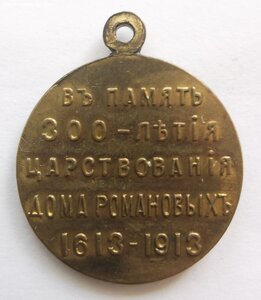 ВЪ ПАМЯТЬ
300-ЛѢТІЯ
ЦАРСТВОВАНІЯ
ДОМА РОМАНОВЫХЪ
1613-1913